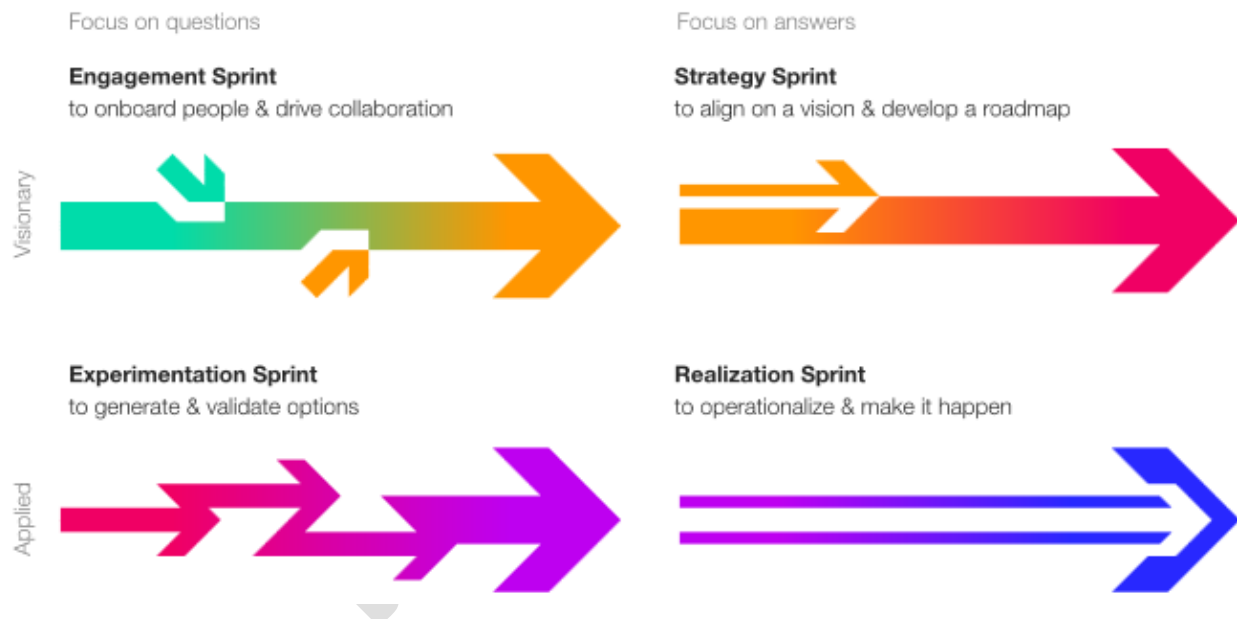 Focus on questions
Focus on answers
Engagement Sprint
to onboard people & drive collaboration
Strategy Sprint
to align on a vision & develop a roadmap
Visionary
Experimentation Sprint
to generate & validate options
Realization Sprint
to operationalize & make it happen
Applied